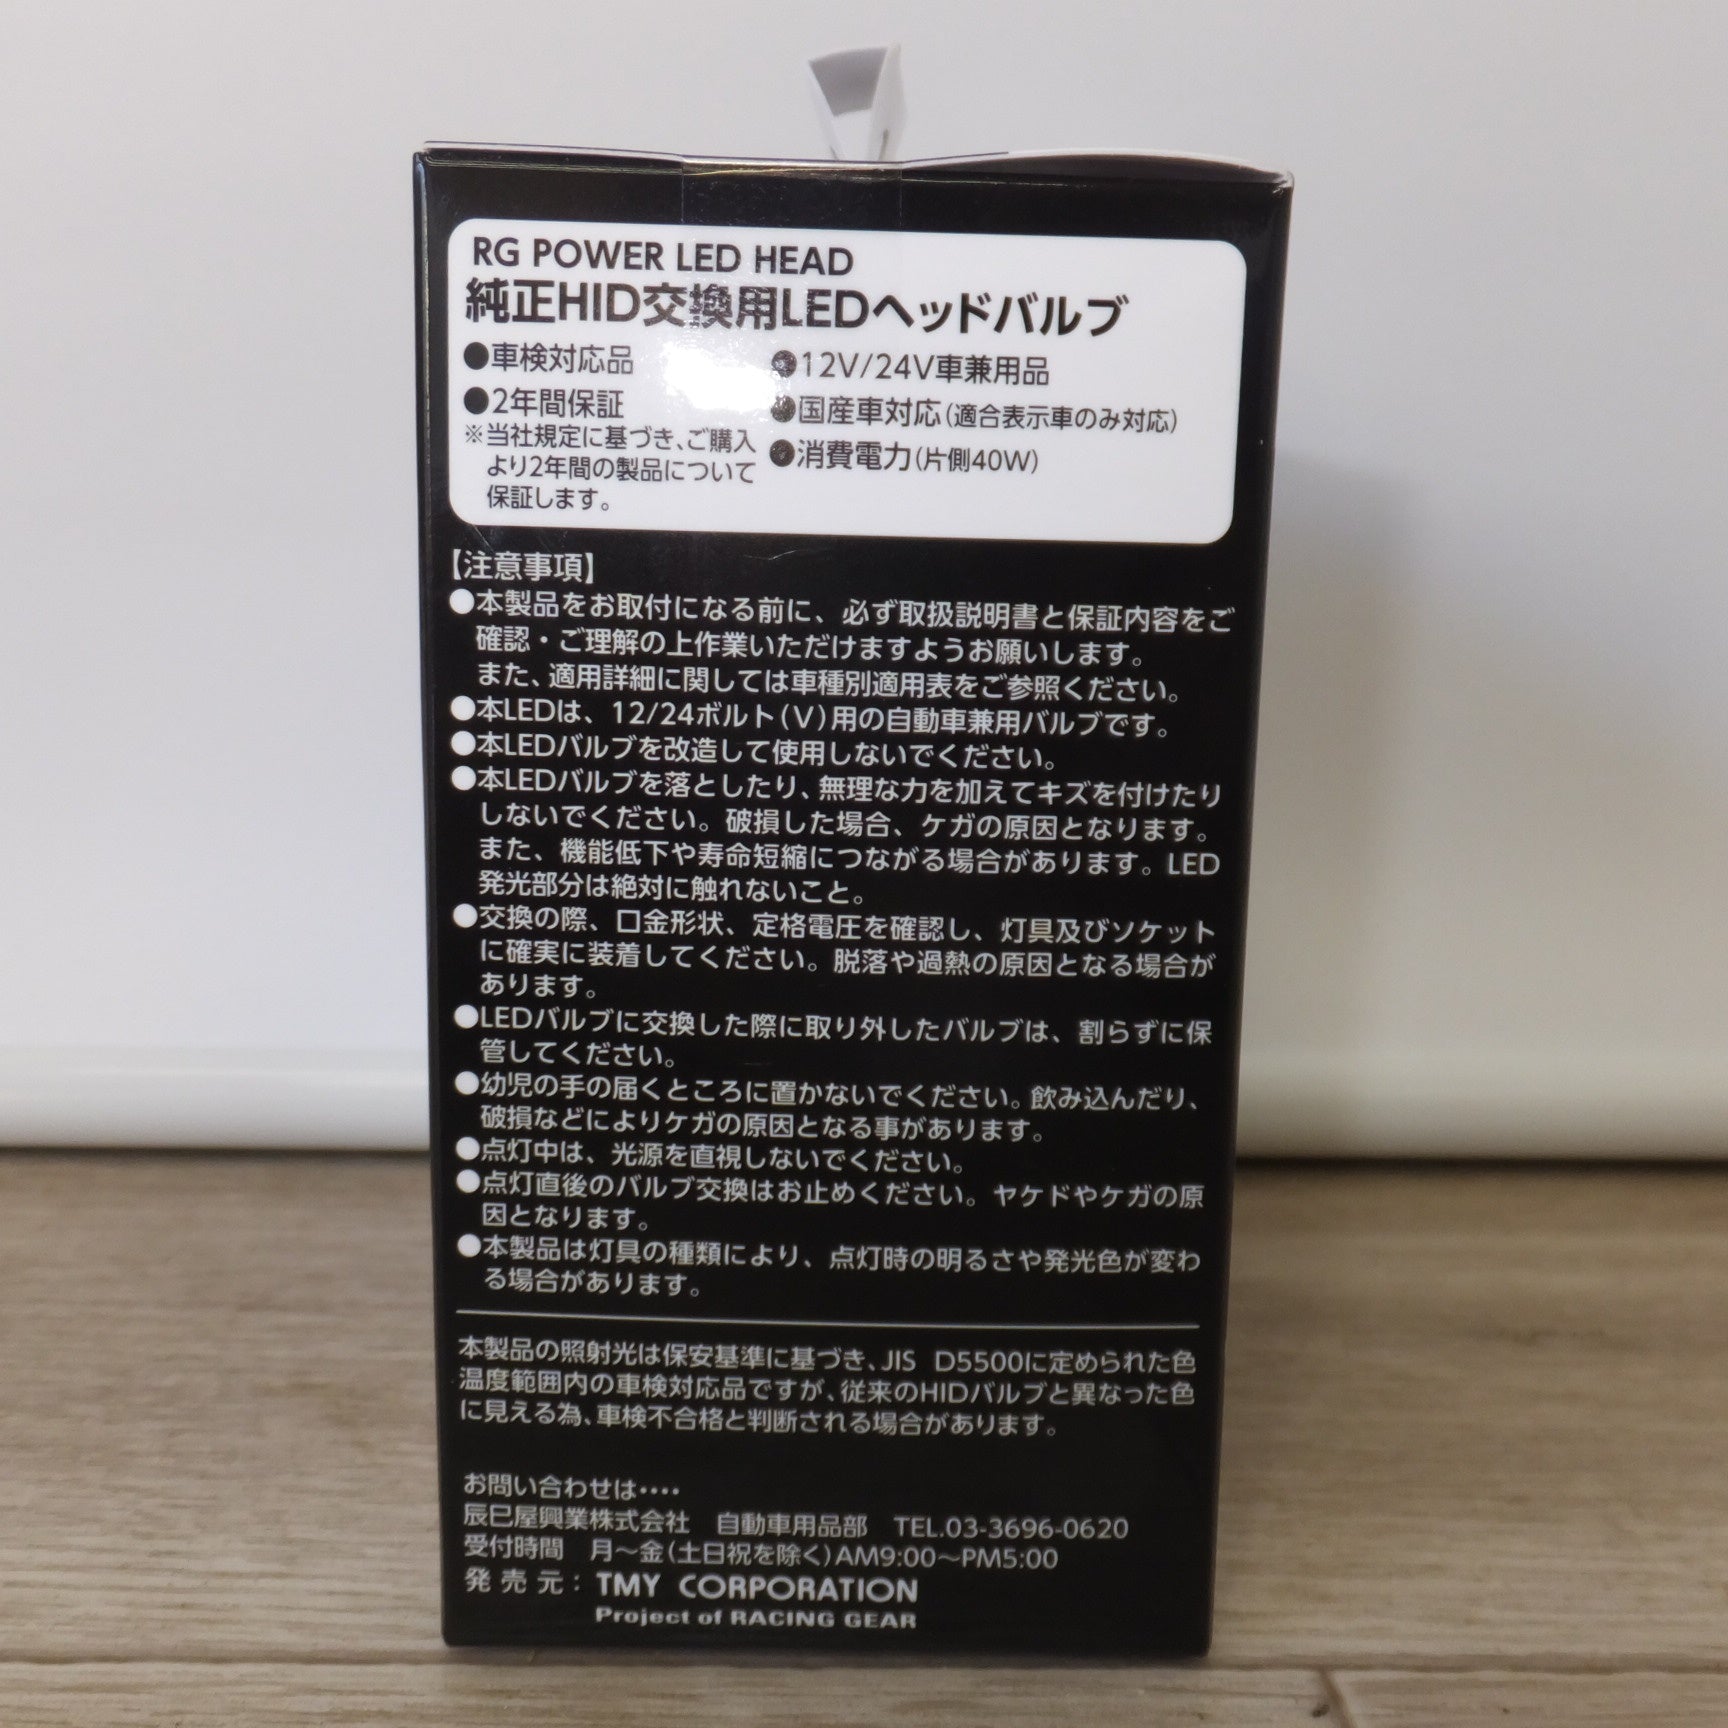 RG POWER LED HEAD
純正HID交換用LEDヘッドバルブ
●車検対応品
●2年間保証
※当社規定に基づき、ご購入
より2年間の製品について
保証します。
●12V/24V車兼用品
●国産車対応(適合表示車のみ対応)
●消費電力(片側40W)
【注意事項】
●本製品をお取付になる前に、必ず取扱説明書と保証内容をご
確認・ご理解の上作業いただけますようお願いします。
また、適用詳細に関しては車種別適用表をご参照ください。
●本LEDは、12/24ボルト(V)用の自動車兼用バルブです。
●本LEDバルブを改造して使用しないでください。
●本LEDバルブを落としたり、無理な力を加えてキズを付けたり
しないでください。破損した場合、ケガの原因となります。
また、機能低下や寿命短縮につながる場合があります。LED
発光部分は絶対に触れないこと。
●交換の際、口金形状、定格電圧を確認し、灯具及びソケット
に確実に装着してください。脱落や過熱の原因となる場合が
あります。
●LEDバルブに交換した際に取り外したバルブは、割らずに保
管してください。
●幼児の手の届くところに置かないでください。飲み込んだり、
破損などによりケガの原因となる事があります。
●点灯中は、光源を直視しないでください。
●点灯直後のバルブ交換はお止めください。ヤケドやケガの原
因となります。
●本製品は灯具の種類により、点灯時の明るさや発光色が変わ
る場合があります。
本製品の照射光は保安基準に基づき、JIS D5500に定められた色
温度範囲内の車検対応品ですが、従来のHIDバルブと異なった色
に見える為、車検不合格と判断される場合があります。
お問い合わせは‥‥
辰巳屋興業株式会社 自動車用品部 TEL.03-3696-0620
受付時間 月〜金(土日祝を除く)AM9:00〜PM5:00
発売元：TMY CORPORATION
Project of RACING GEAR